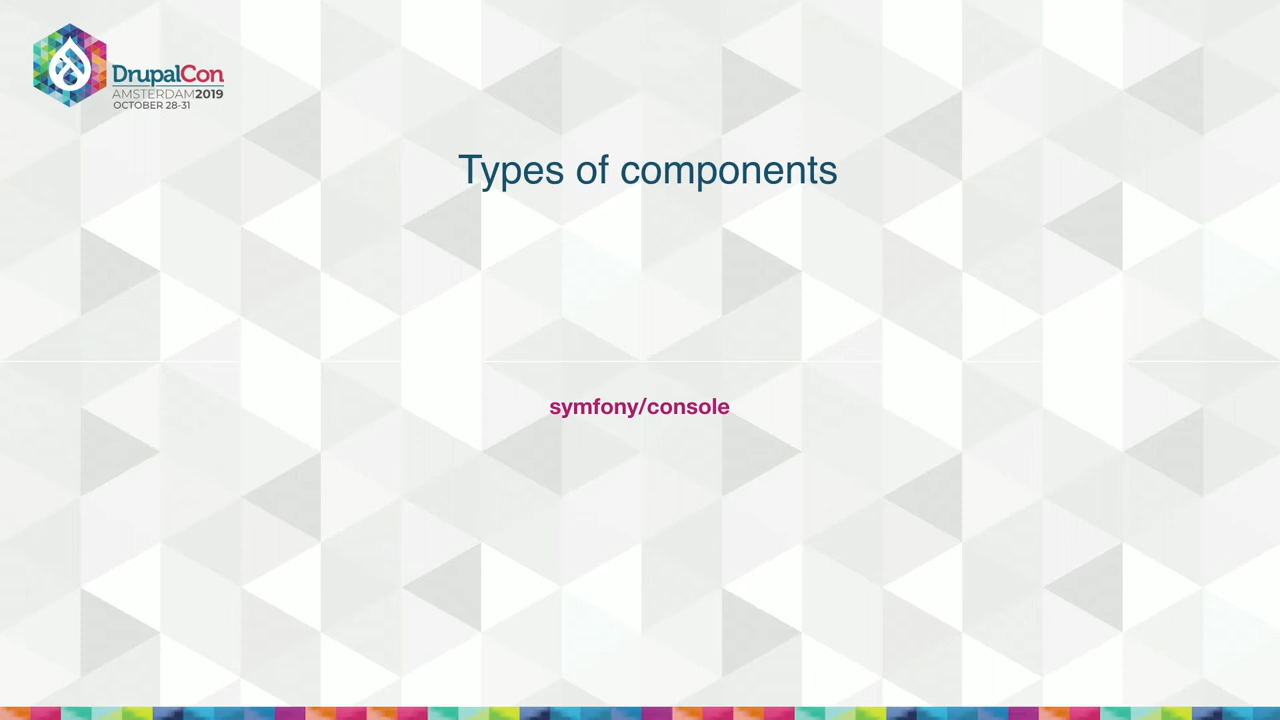 DrupalCon
AMSTERDAM2019
OCTOBER 28-31
Types of components
symfony/console